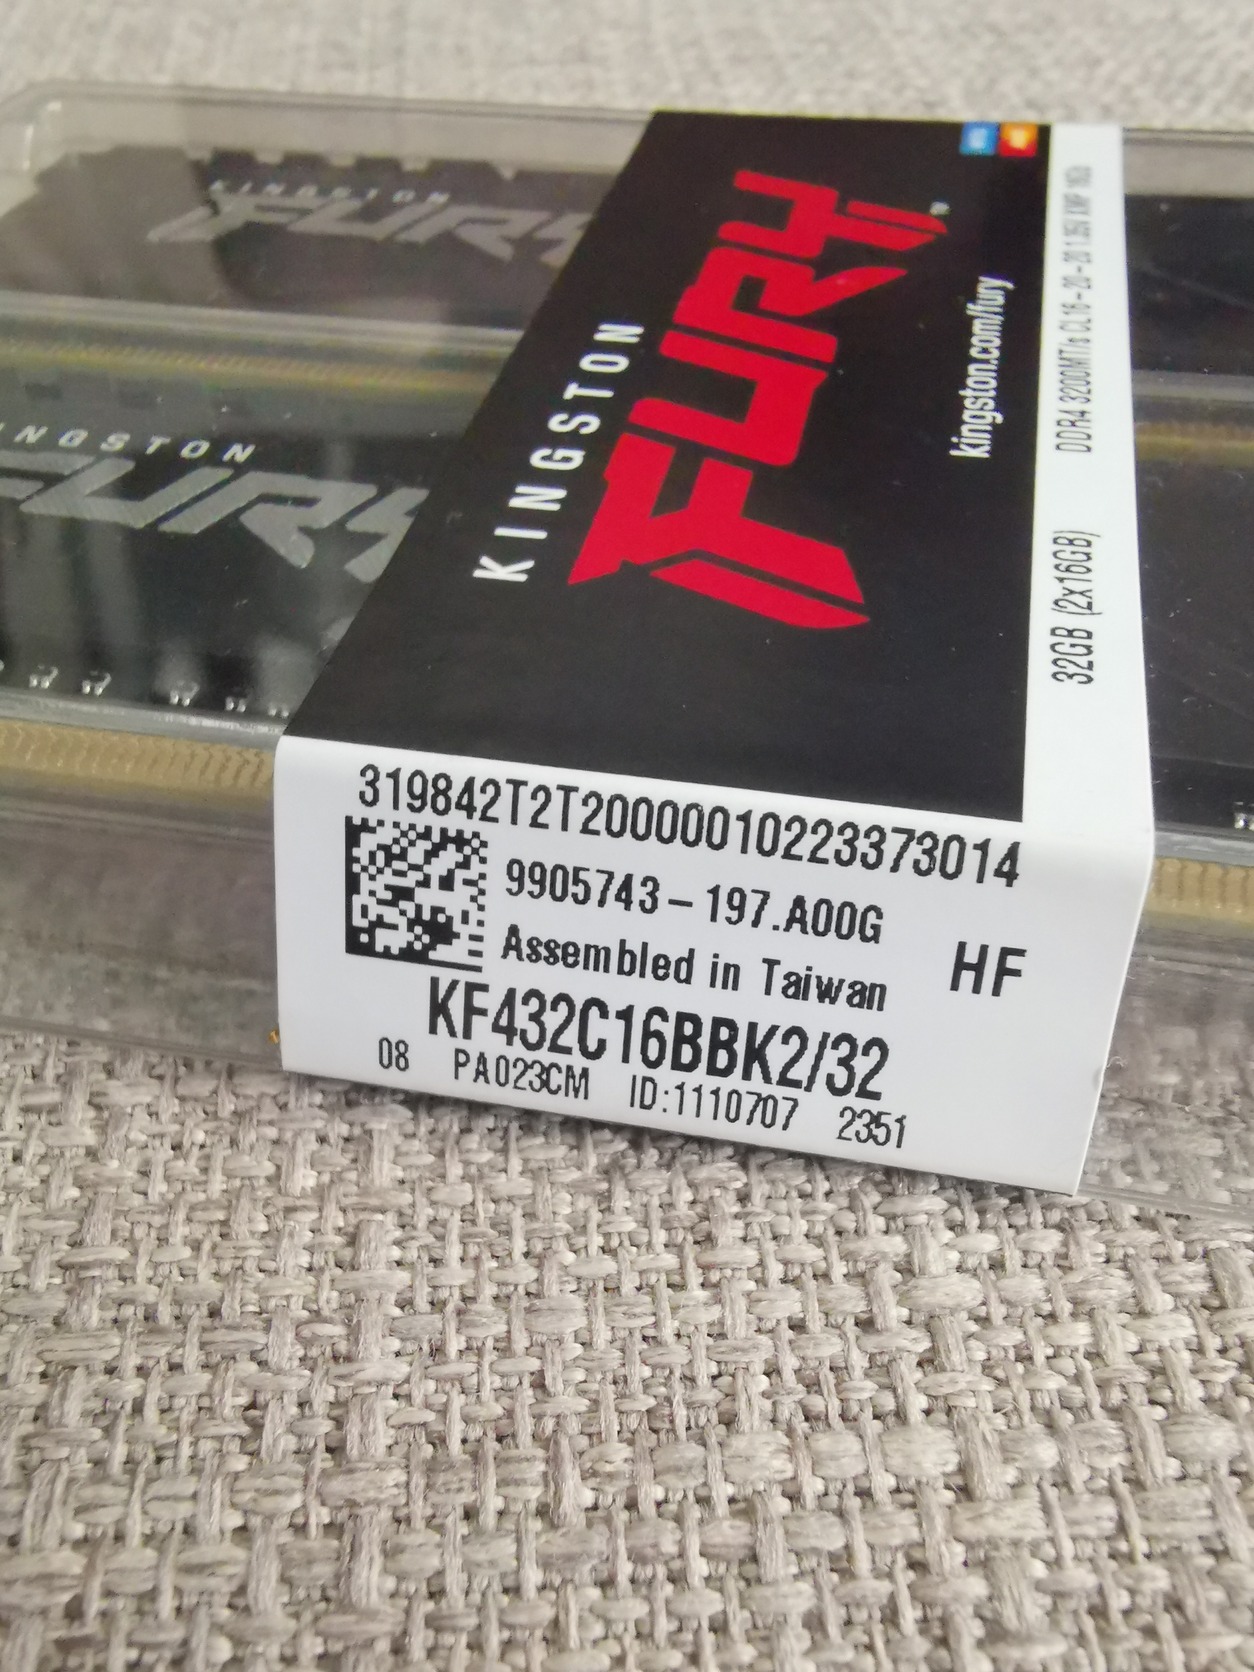 KINGSTON
FURY
KINGSTON
FURY
KINGSTON
FURY
kingston.com/fury
32GB (2x16GB) DDR4 3200MT/s CL16-20-20 1.35V XMP
319842T2T20000010223373014
9905743-197.A00G
Assembled in Taiwan
HF
KF432C16BBK2/32
08 PA023CM ID:1110707 2351